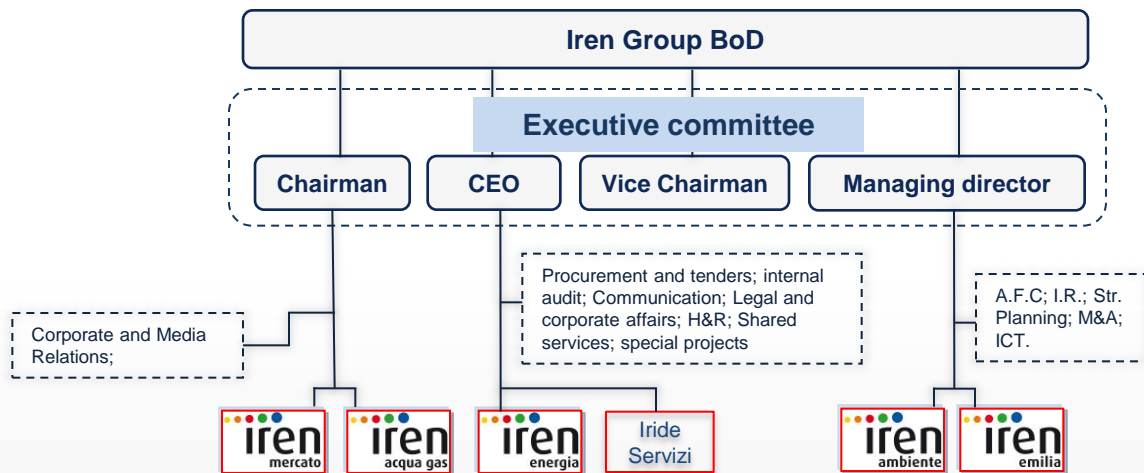 Iren Group BoD
Executive committee
Chairman
CEO
Vice Chairman
Managing director
Procurement and tenders; internal
audit; Communication; Legal and
corporate affairs; H&R; Shared
services; special projects
A.F.C; I.R.; Str.
Planning; M&A;
ICT.
Corporate and Media
Relations;
iren
mercato
iren
acqua gas
iren
energia
Iride
Servizi
iren
ambiente
iren
emilia